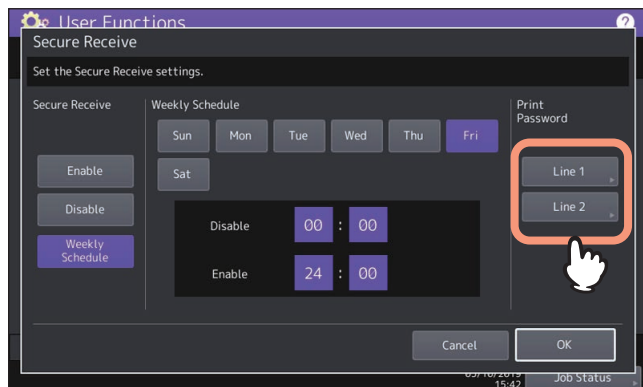 User Functions
?
Secure Receive
Set the Secure Receive settings.
Secure Receive
Weekly Schedule
Print
Password
Sun
Mon
Tue
Wed
Thu
Fri
Sat
Enable
Disable
Weekly
Schedule
Disable
00 : 00
Enable
24 : 00
Line 1
Line 2
Cancel
OK
15:42
Job Status